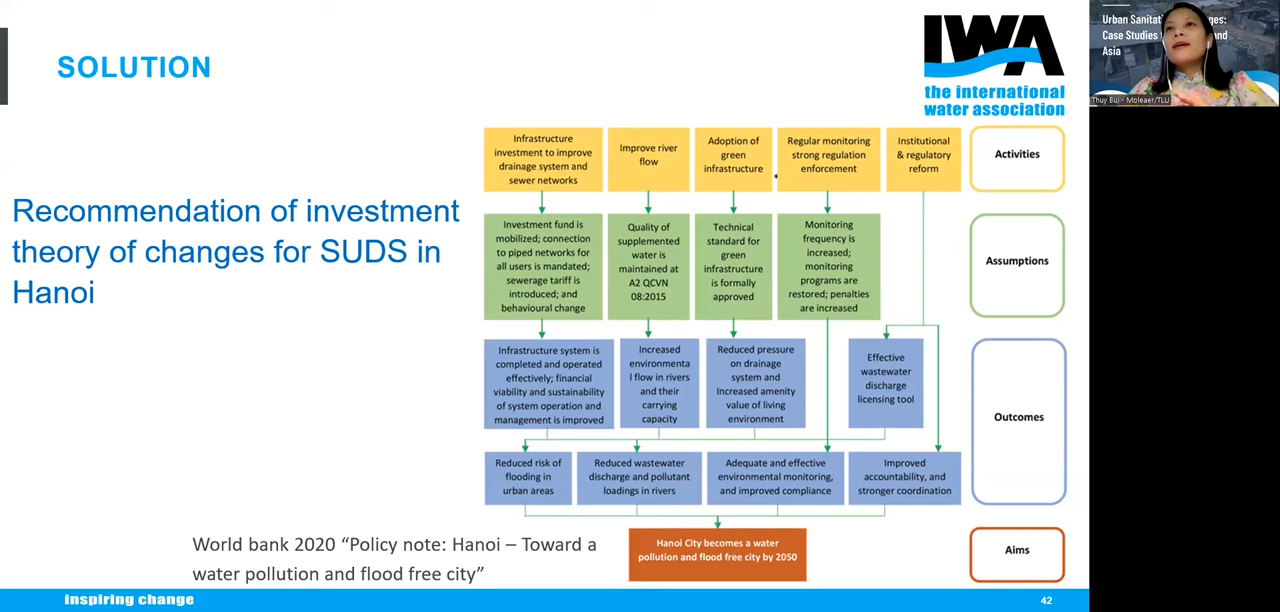 SOLUTION
IWA
the international
water association
Recommendation of investment
theory of changes for SUDS in
Hanoi
Infrastructure
investment to improve
drainage system and
sewer networks
Improve river
flow
Adoption of
green
infrastructure
Regular monitoring
strong regulation
enforcement
Institutional
& regulatory
reform
Activities
Investment fund is
mobilized; connection
to piped networks for
all users is mandated;
sewerage tariff is
introduced; and
behavioural change
Quality of
supplemented
water is
maintained at
A2 QCVN
08:2015
Technical
standard for
green
infrastructure
is formally
approved
Monitoring
frequency is
increased;
monitoring
programs are
restored; penalties
are increased
Assumptions
Infrastructure system is
completed and operated
effectively; financial
viability and sustainability
of system operation and
management is improved
Increased
environmenta
l flow in rivers
and their
carrying
capacity
Reduced pressure
on drainage
system and
Increased amenity
value of living
environment
Effective
wastewater
discharge
licensing tool
Outcomes
Reduced risk of
flooding in
urban areas
Reduced wastewater
discharge and pollutant
loadings in rivers
Adequate and effective
environmental monitoring,
and improved compliance
Improved
accountability, and
stronger coordination
Hanoi City becomes a water
pollution and flood free city by 2050
Aims
World bank 2020 “Policy note: Hanoi – Toward a
water pollution and flood free city”
inspiring change
42
Urban Sanitat ges:
Case Studies nd
Asia
Thuy Bui - Moleaer/TLU